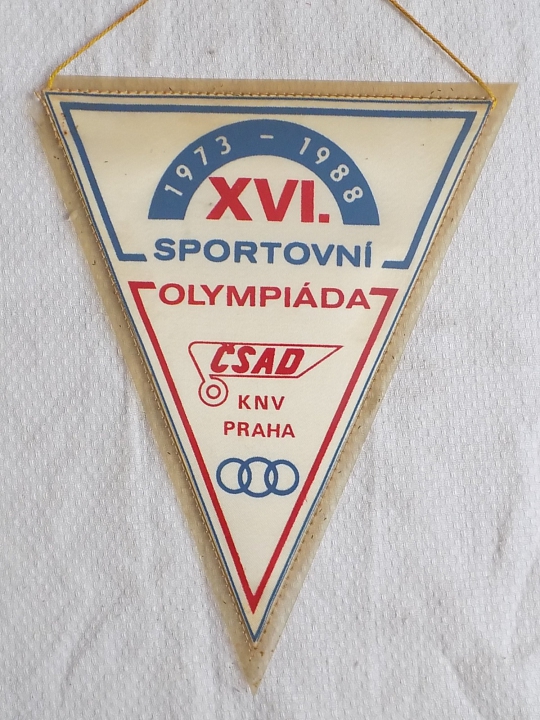 1973 - 1988
XVI.
SPORTOVNÍ
OLYMPIÁDA
ČSAD
KNV
PRAHA